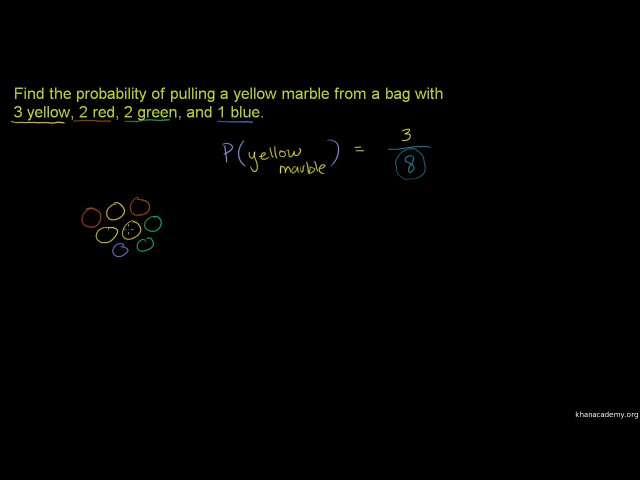 Find the probability of pulling a yellow marble from a bag with
3 yellow, 2 red, 2 green, and 1 blue.
P(yellow marble) = 3/8
khanacademy.org